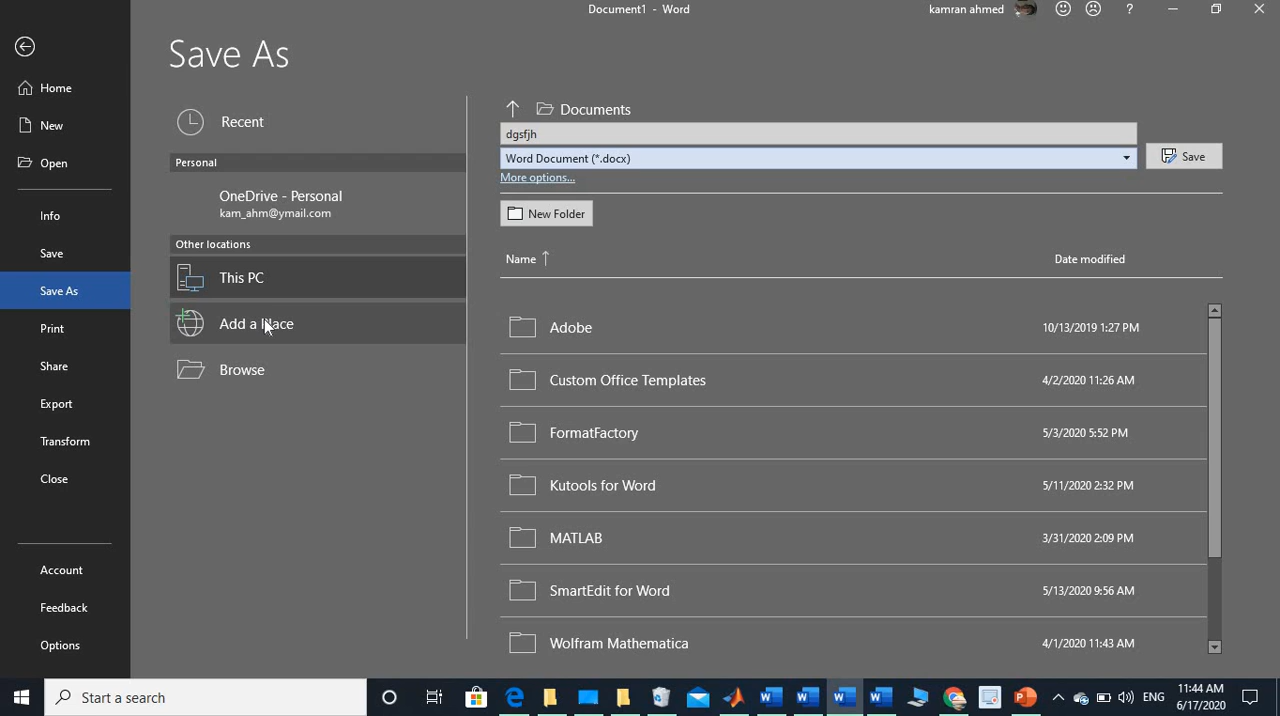 Document1 - Word
kamran ahmed
?
Save As
Home
New
Open
Info
Save
Save As
Print
Share
Export
Transform
Close
Account
Feedback
Options
Recent
Personal
OneDrive - Personal
kam_ahm@ymail.com
Other locations
This PC
Add a Place
Browse
Documents
dgsfjh
Word Document (*.docx)
Save
More options...
New Folder
Name
Date modified
Adobe
10/13/2019 1:27 PM
Custom Office Templates
4/2/2020 11:26 AM
FormatFactory
5/3/2020 5:52 PM
Kutools for Word
5/11/2020 2:32 PM
MATLAB
3/31/2020 2:09 PM
SmartEdit for Word
5/13/2020 9:56 AM
Wolfram Mathematica
4/1/2020 11:43 AM
Start a search
ENG
11:44 AM
6/17/2020